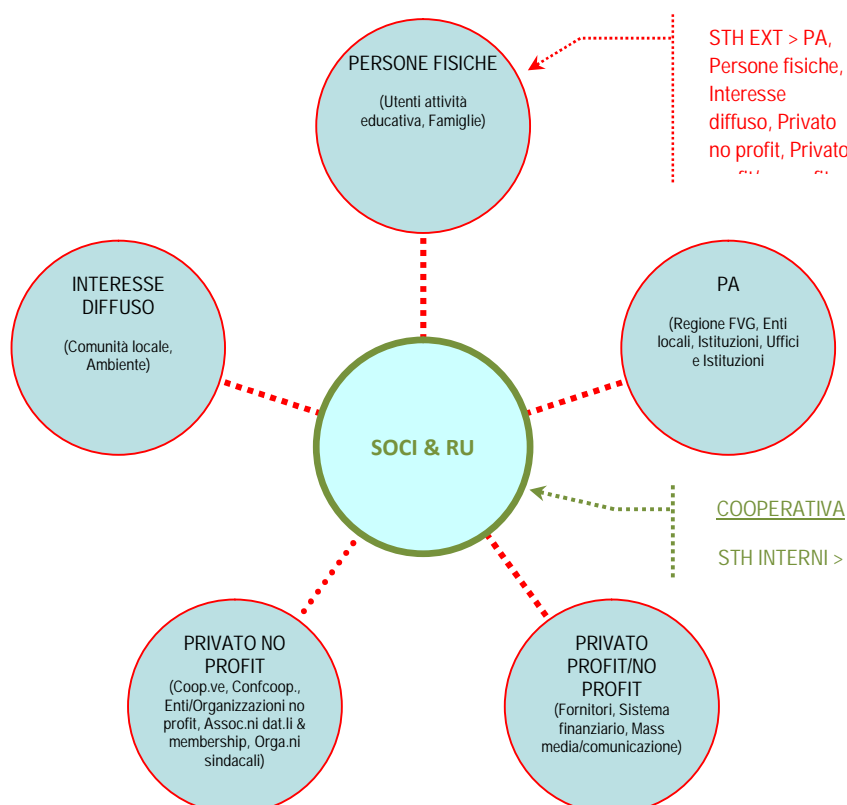 PERSONE FISICHE
(Utenti attività
educativa, Famiglie)
STH EXT > PA,
Persone fisiche,
Interesse
diffuso, Privato
no profit, Privato
INTERESSE
DIFFUSO
(Comunità locale,
Ambiente)
PA
(Regione FVG, Enti
locali, Istituzioni, Uffici
e Istituzioni)
SOCI & RU
COOPERATIVA
STH INTERNI >
PRIVATO NO
PROFIT
(Coop.ve, Confcoop.,
Enti/Organizzazioni no
profit, Assoc.ni dat.li &
membership, Orga.ni
sindacali)
PRIVATO
PROFIT/NO
PROFIT
(Fornitori, Sistema
finanziario, Mass
media/comunicazione)